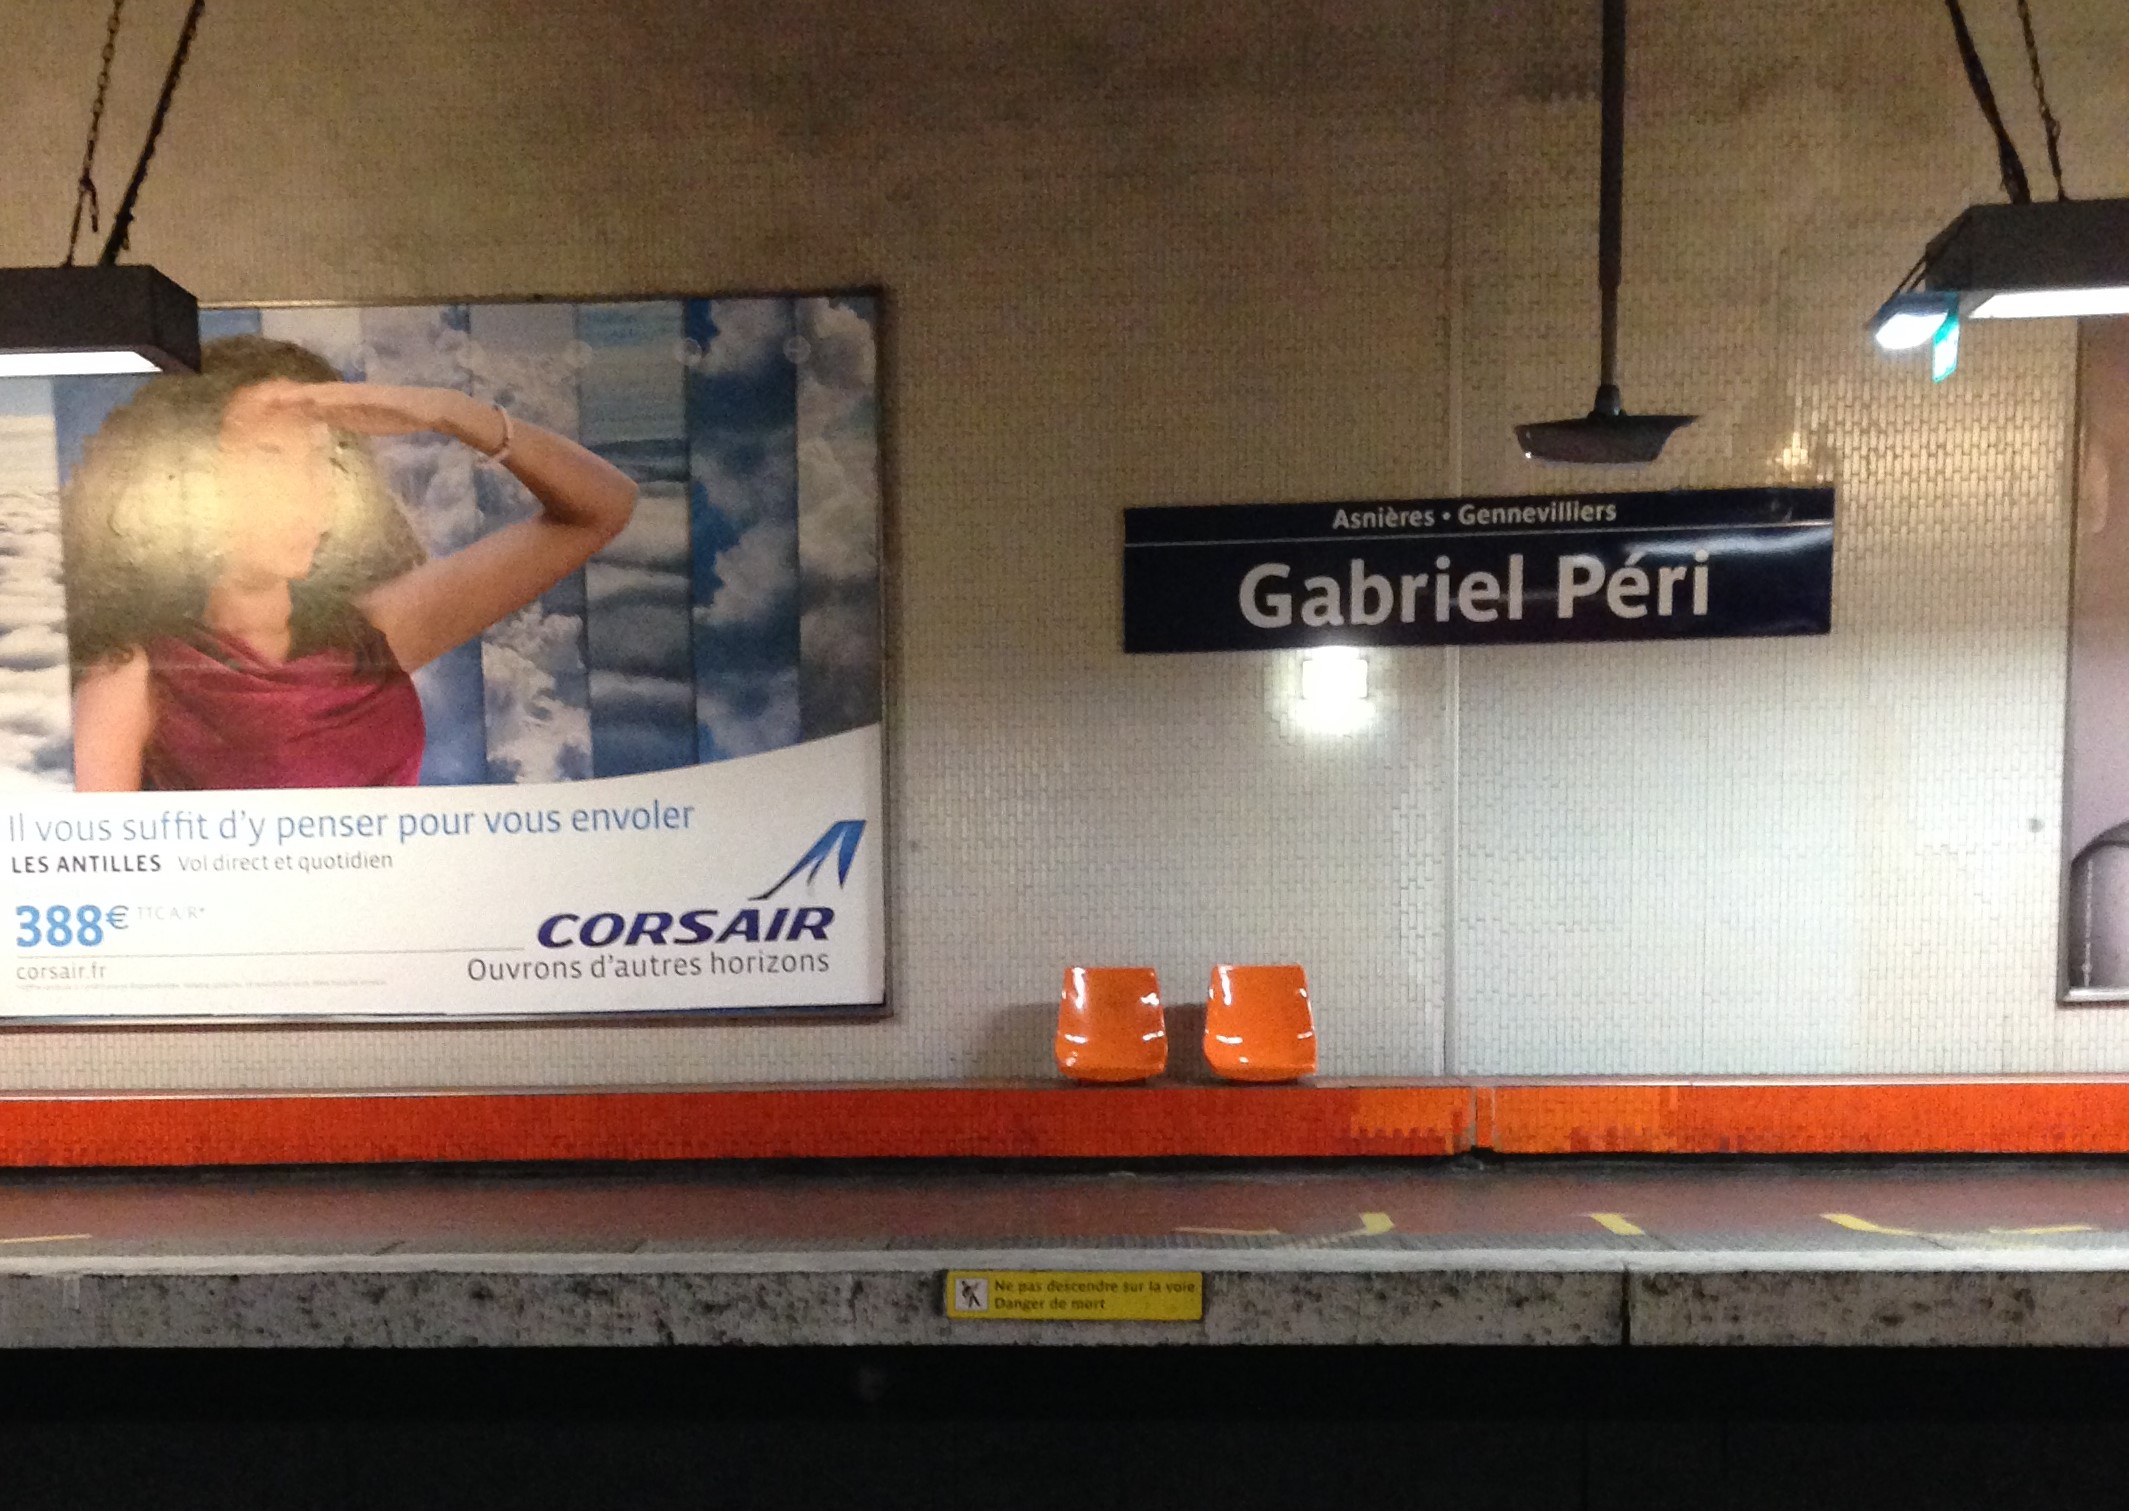 Il vous suffit d'y penser pour vous envoler
LES ANTILLES Vol direct et quotidien
388€ TTC A/R*
CORSAIR
Ouvrons d'autres horizons
corsair.fr
Asnières • Gennevilliers
Gabriel Péri
Ne pas descendre sur la voie
Danger de mort